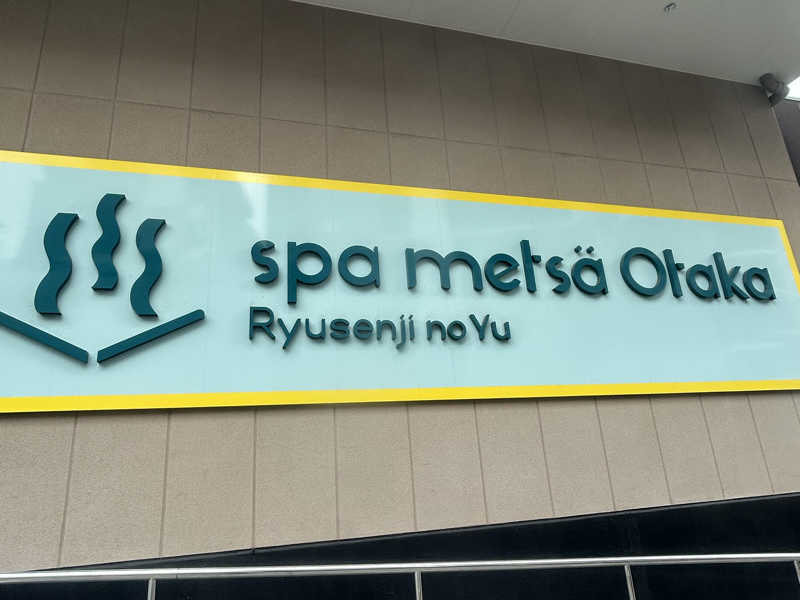 spa metsä Otaka
Ryusenji no Yu